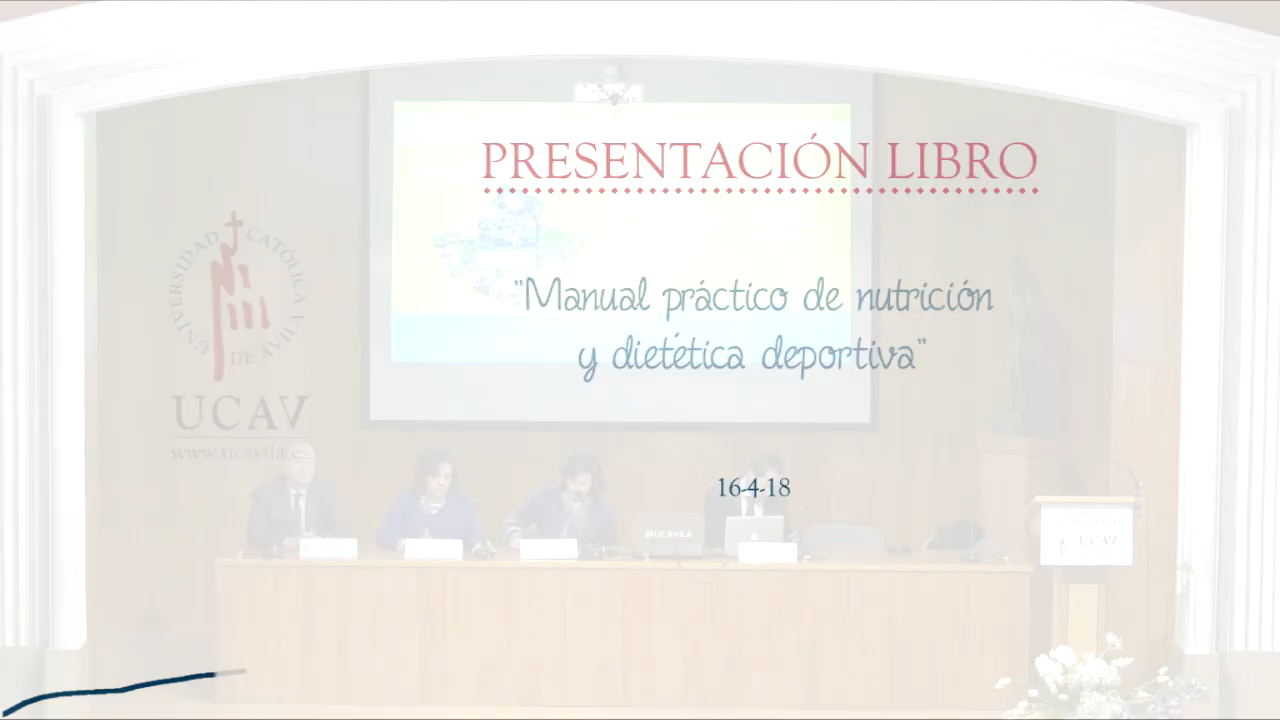 PRESENTACIÓN LIBRO
"Manual práctico de nutrición
y dietética deportiva"
16-4-18
UNIVERSIDAD CATÓLICA DE ÁVILA
UCAV
www.ucavila.es
@UCAVILA
UCAV